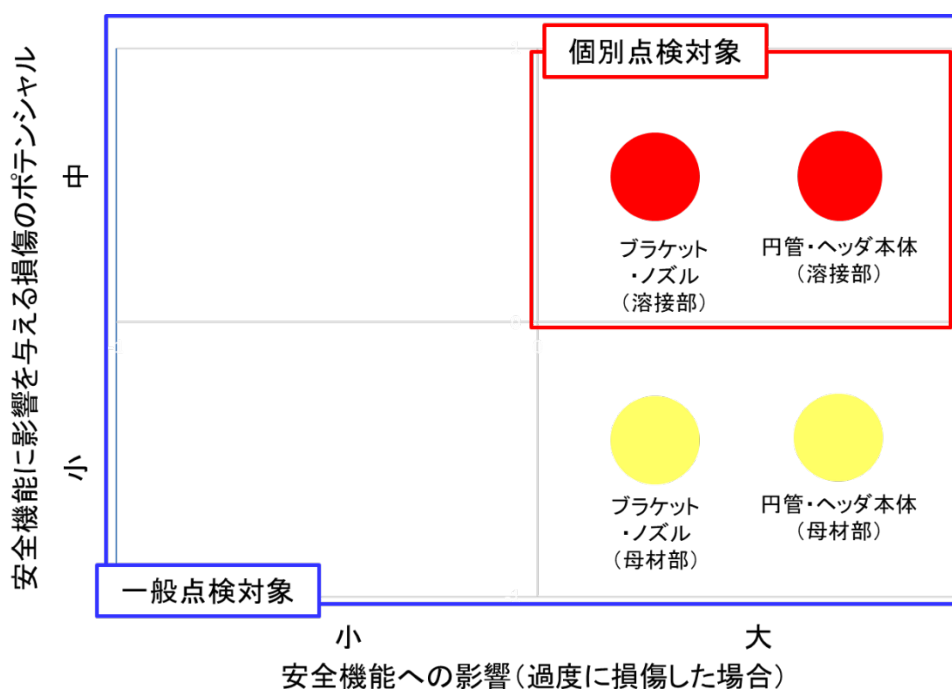 安全機能に影響を与える損傷のポテンシャル
中
小
個別点検対象
ブラケット
・ノズル
（溶接部）
円管・ヘッダ本体
（溶接部）
ブラケット
・ノズル
（母材部）
円管・ヘッダ本体
（母材部）
一般点検対象
小
大
安全機能への影響（過度に損傷した場合）